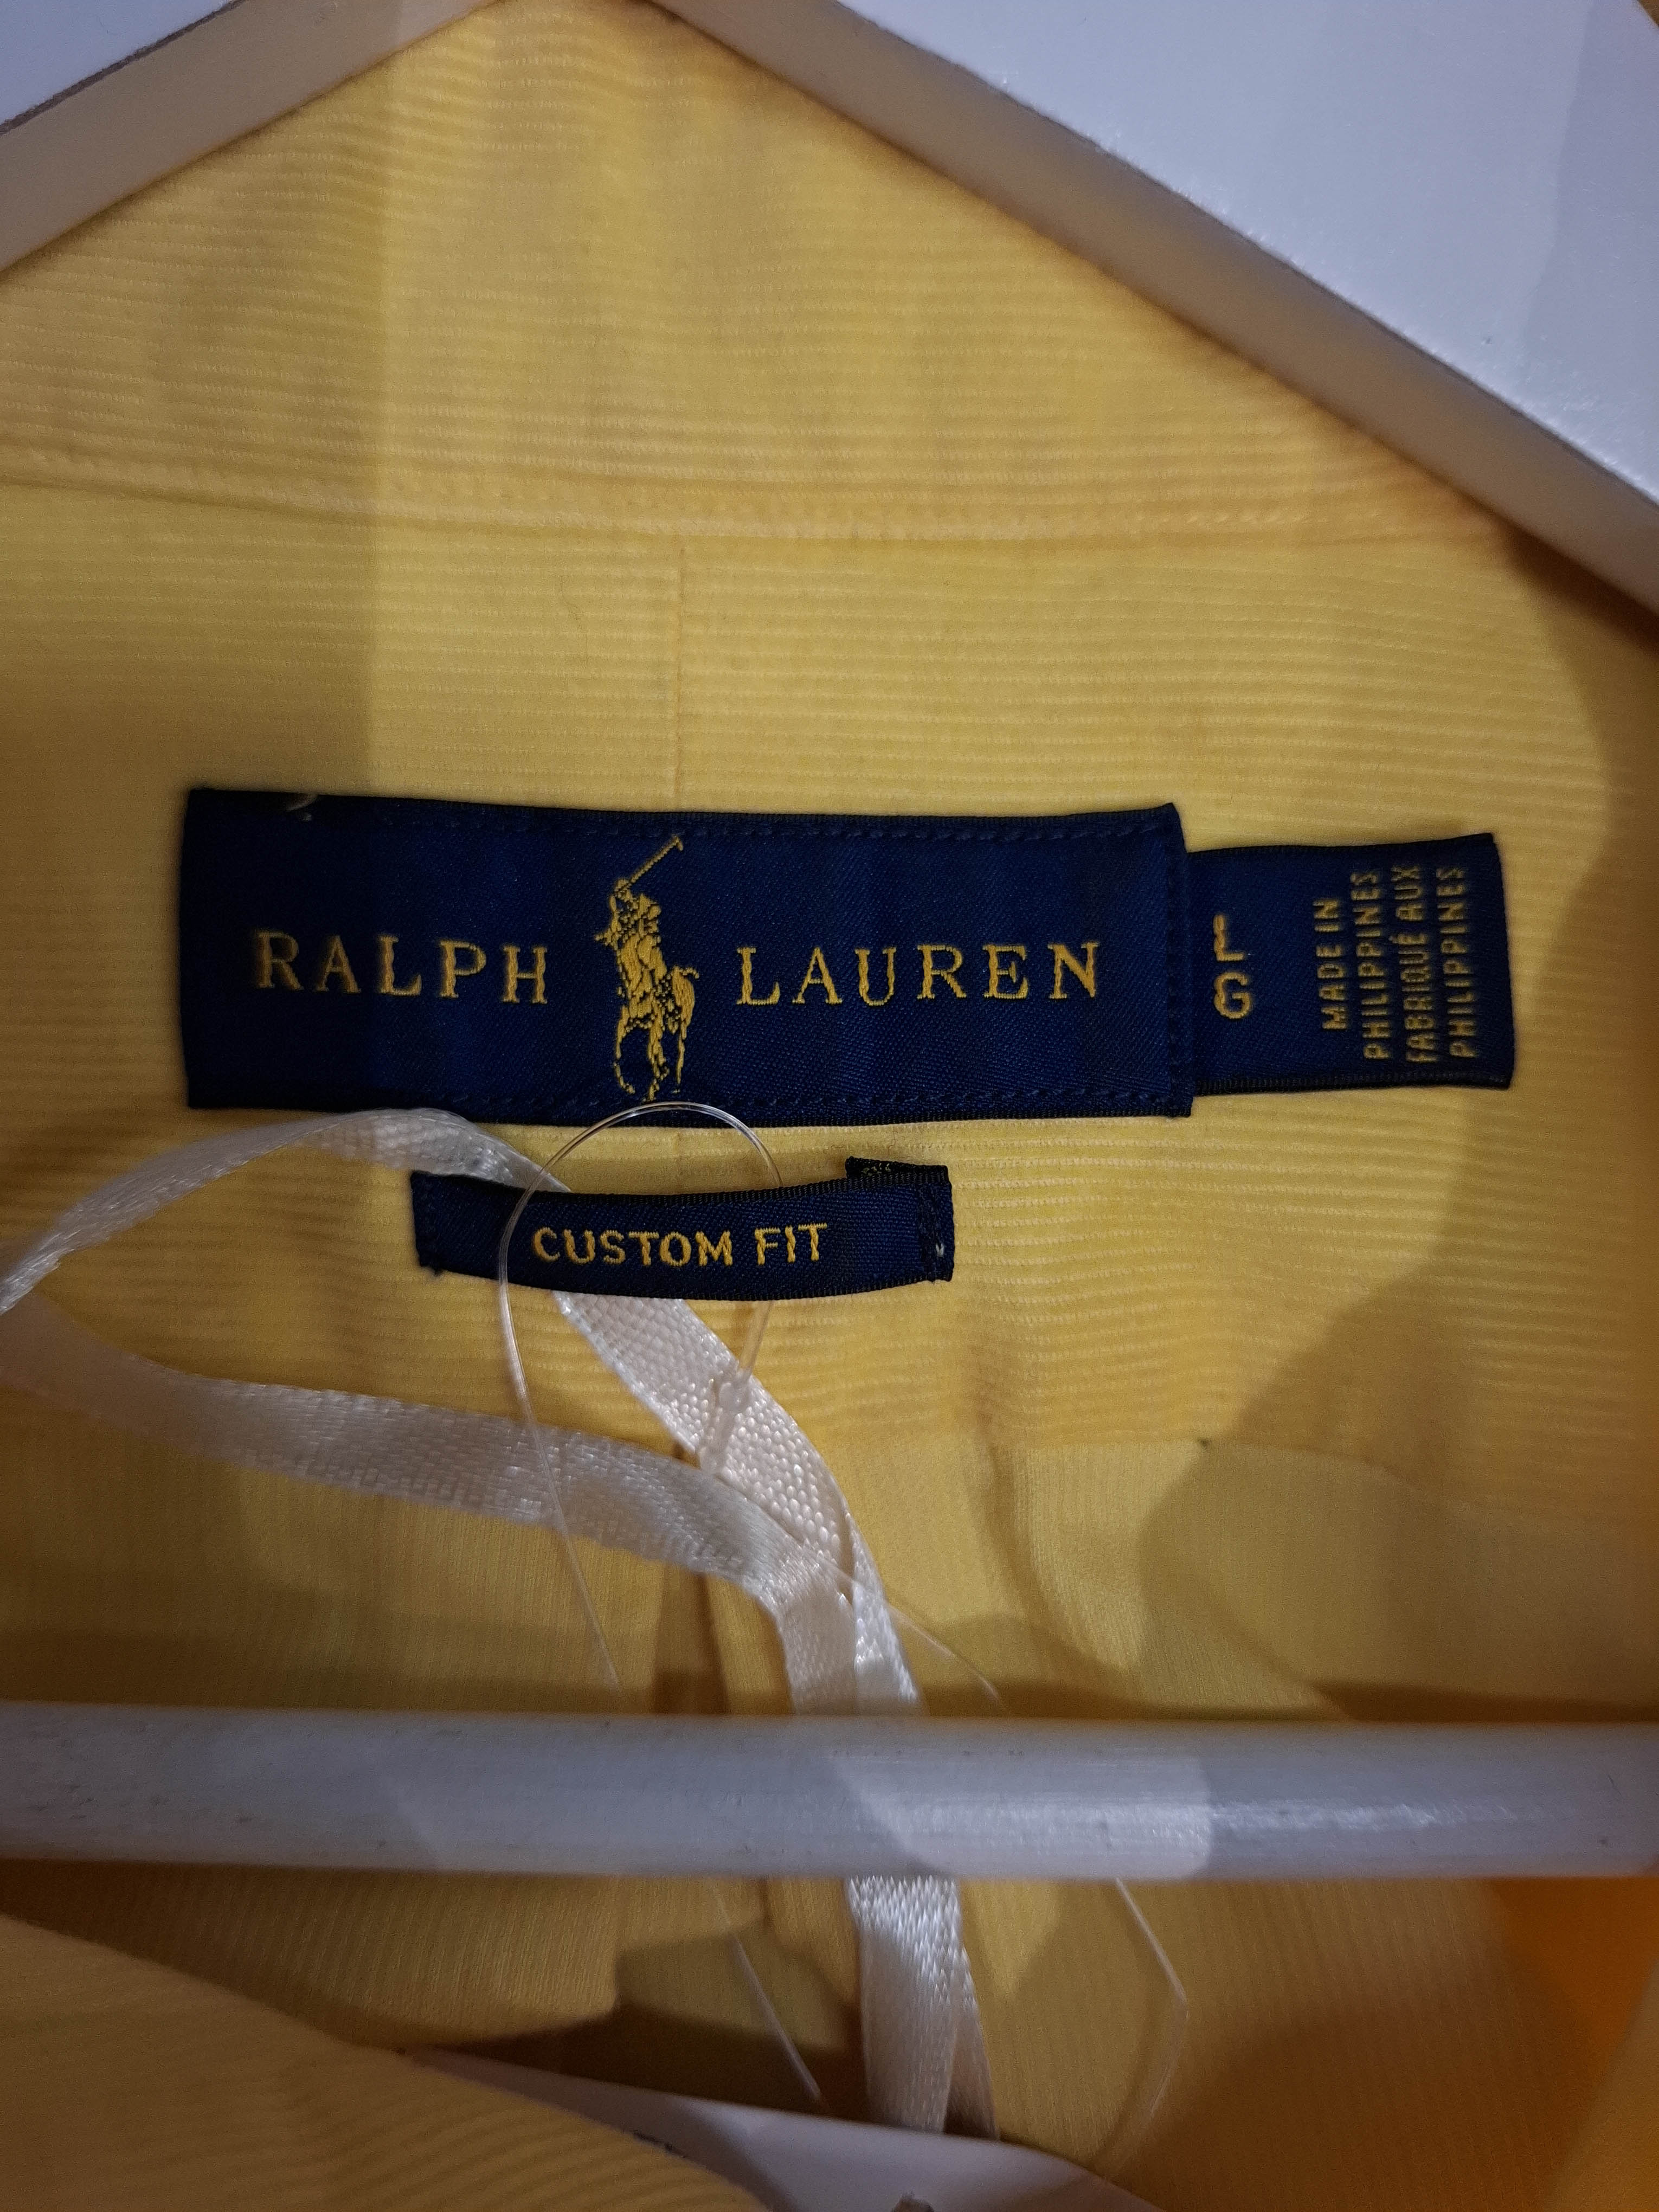 RALPH LAUREN
L
G
MADE IN
PHILIPPINES
FABRIQUÉ AUX
PHILIPPINES
CUSTOM FIT